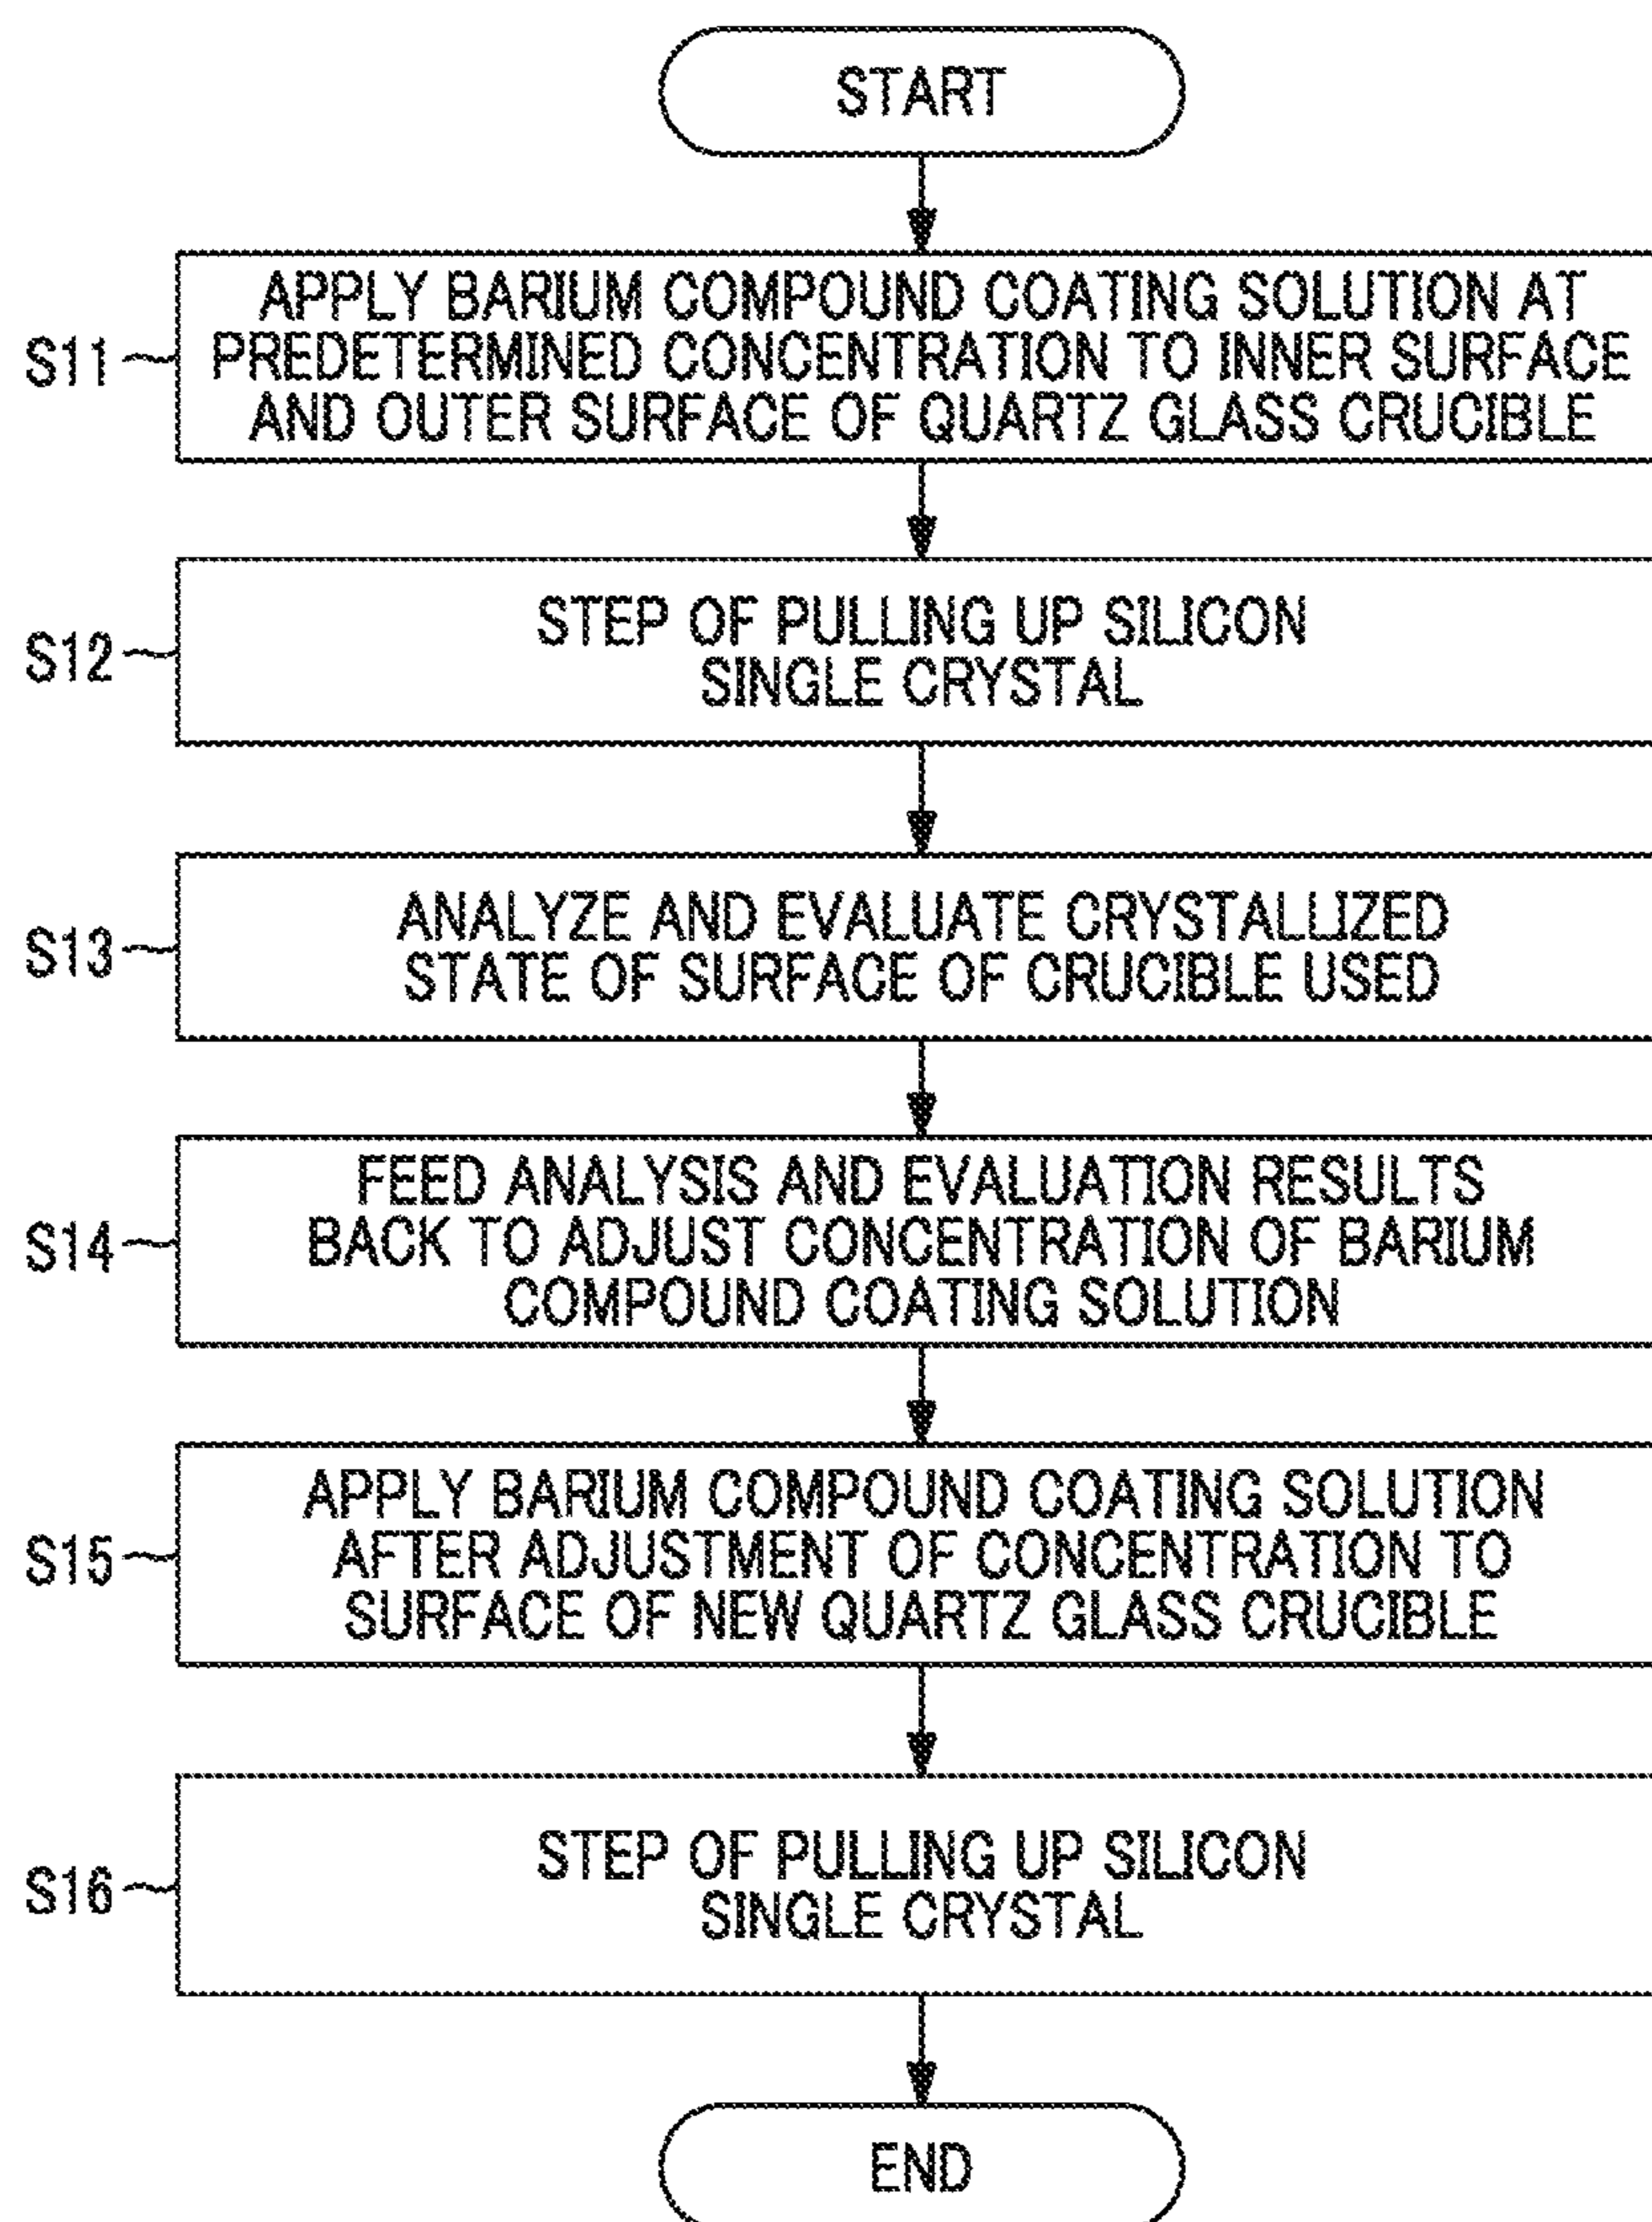 START
S11
APPLY BARIUM COMPOUND COATING SOLUTION AT
PREDETERMINED CONCENTRATION TO INNER SURFACE
AND OUTER SURFACE OF QUARTZ GLASS CRUCIBLE
S12
STEP OF PULLING UP SILICON
SINGLE CRYSTAL
S13
ANALYZE AND EVALUATE CRYSTALLIZED
STATE OF SURFACE OF CRUCIBLE USED
S14
FEED ANALYSIS AND EVALUATION RESULTS
BACK TO ADJUST CONCENTRATION OF BARIUM
COMPOUND COATING SOLUTION
S15
APPLY BARIUM COMPOUND COATING SOLUTION
AFTER ADJUSTMENT OF CONCENTRATION TO
SURFACE OF NEW QUARTZ GLASS CRUCIBLE
S16
STEP OF PULLING UP SILICON
SINGLE CRYSTAL
END